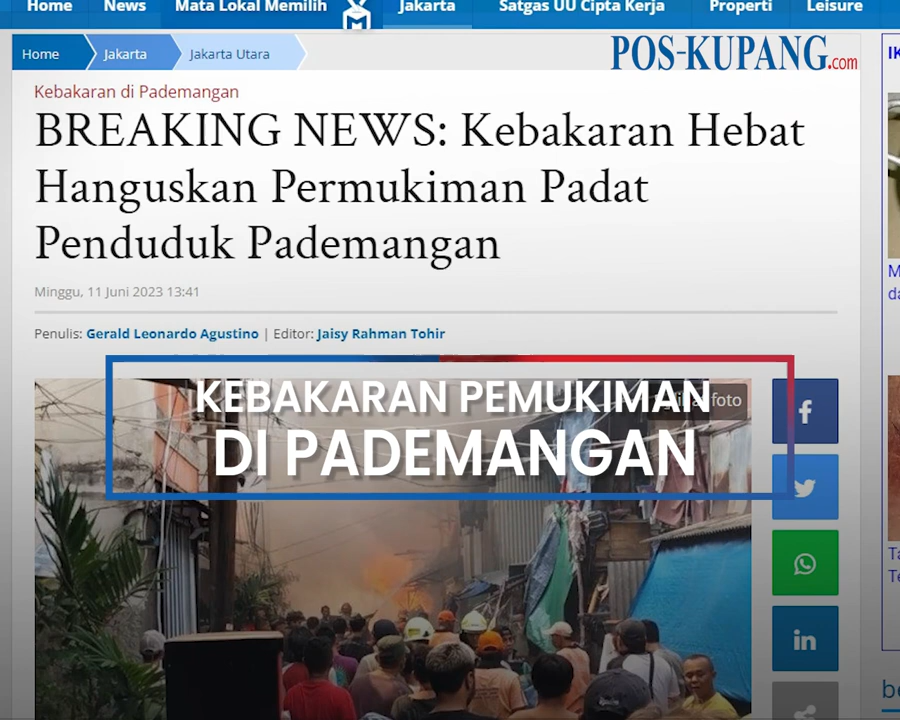 Home News Mata Lokal Memilih Jakarta Satgas UU Cipta Kerja Properti Leisure
Home Jakarta Jakarta Utara
POS-KUPANG.com
Kebakaran di Pademangan
BREAKING NEWS: Kebakaran Hebat
Hanguskan Permukiman Padat
Penduduk Pademangan
Minggu, 11 Juni 2023 13:41
Penulis: Gerald Leonardo Agustino | Editor: Jaisy Rahman Tohir
foto
KEBAKARAN PEMUKIMAN
DI PADEMANGAN